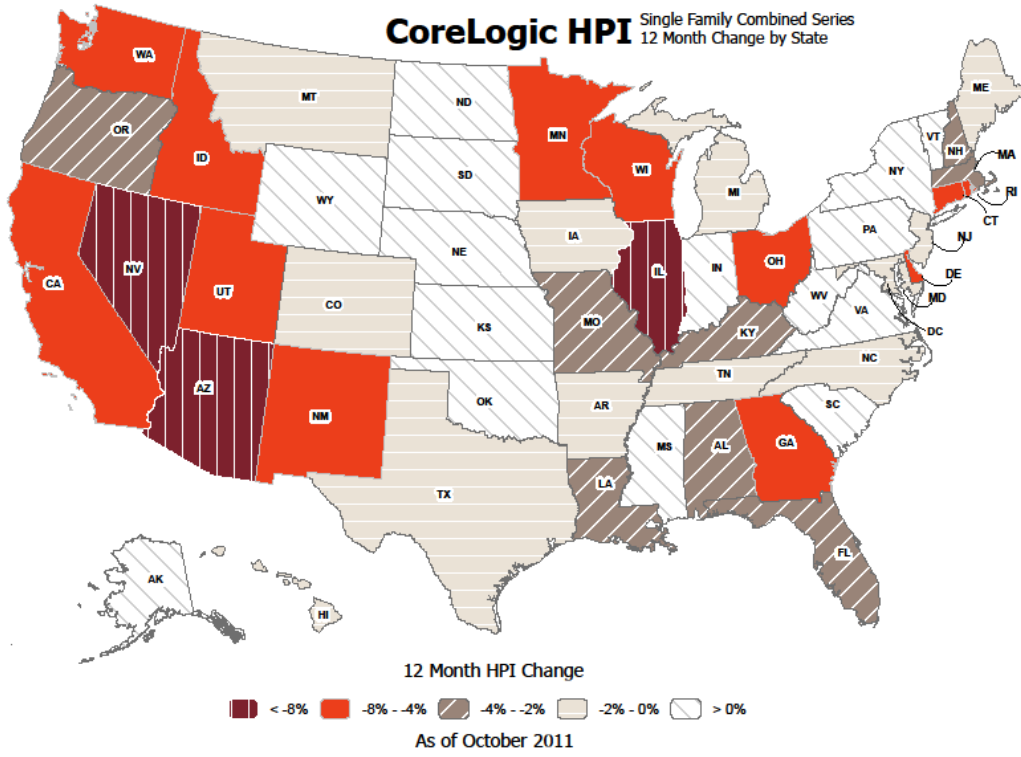 CoreLogic HPI
Single Family Combined Series
12 Month Change by State
WA
MT
ND
MN
ME
OR
ID
SD
WI
MI
VT
NH
MA
NY
RI
CT
WY
IA
NE
PA
NJ
NV
UT
CA
CO
IL
IN
OH
DE
MD
WV
VA
DC
KS
MO
KY
AZ
NM
OK
AR
TN
NC
SC
MS
AL
GA
TX
LA
FL
AK
HI
12 Month HPI Change
< -8%
-8% - -4%
-4% - -2%
-2% - 0%
> 0%
As of October 2011